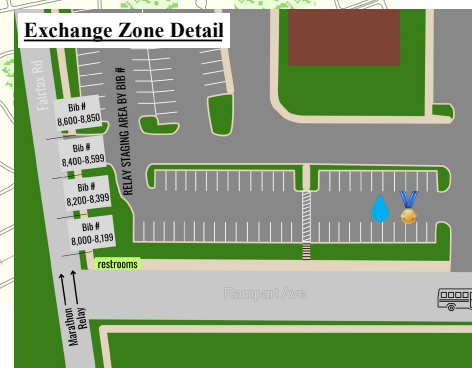 Exchange Zone Detail
Fairfax Rd
Bib #
8,600-8,850
Bib #
8,400-8,599
Bib #
8,200-8,399
Bib #
8,000-8,199
RELAY STAGING AREA BY BIB #
restrooms
Rampart Ave
Marathon
Relay